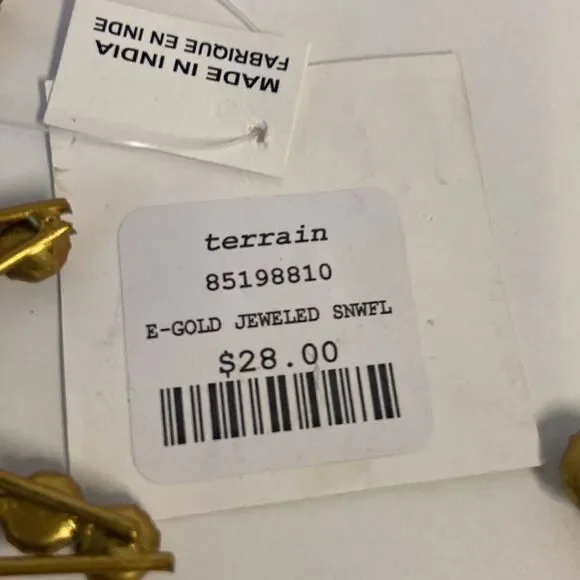 MADE IN INDIA
FABRIQUE EN INDE
terrain
85198810
E-GOLD JEWELED SNWFL
$28.00